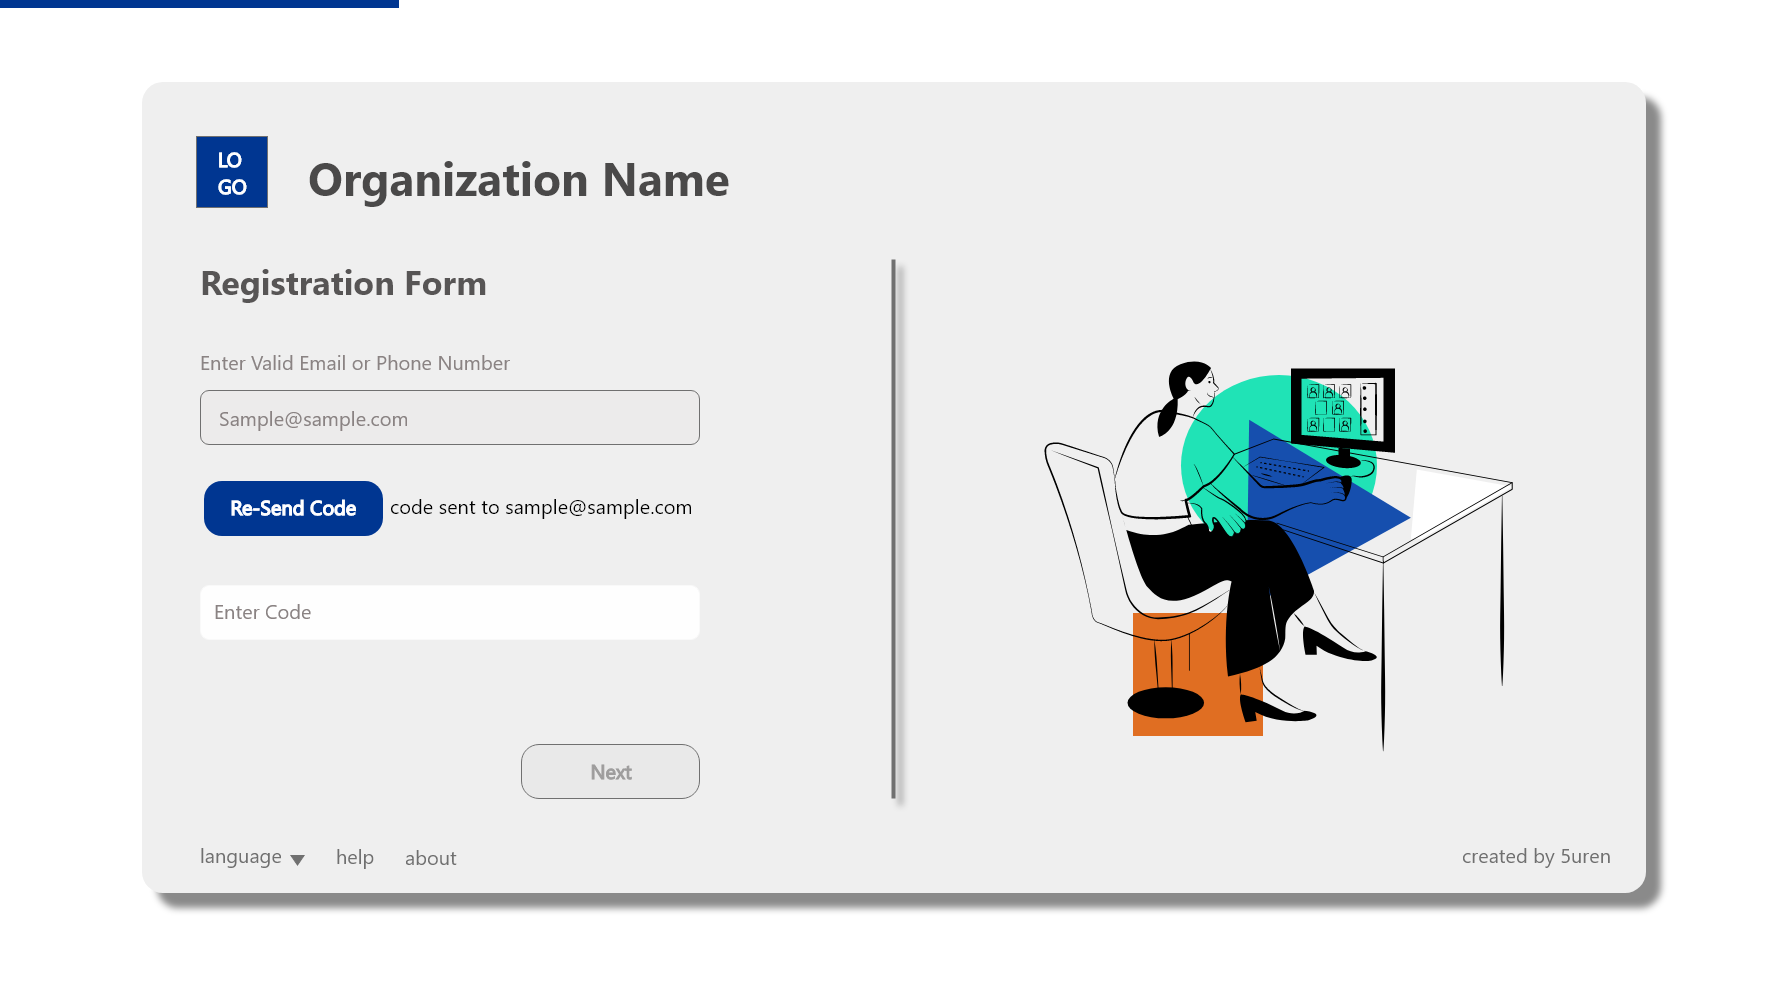 LO
GO
Organization Name
Registration Form
Enter Valid Email or Phone Number
Sample@sample.com
Re-Send Code
code sent to sample@sample.com
Enter Code
Next
language
help
about
created by 5uren